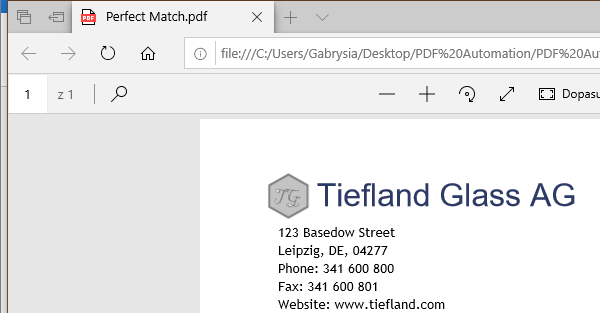 Perfect Match.pdf
file:///C:/Users/Gabrysia/Desktop/PDF%20Automation/PDF%20Au
1 z 1 Dopasu
TG Tiefland Glass AG
123 Basedow Street
Leipzig, DE, 04277
Phone: 341 600 800
Fax: 341 600 801
Website: www.tiefland.com